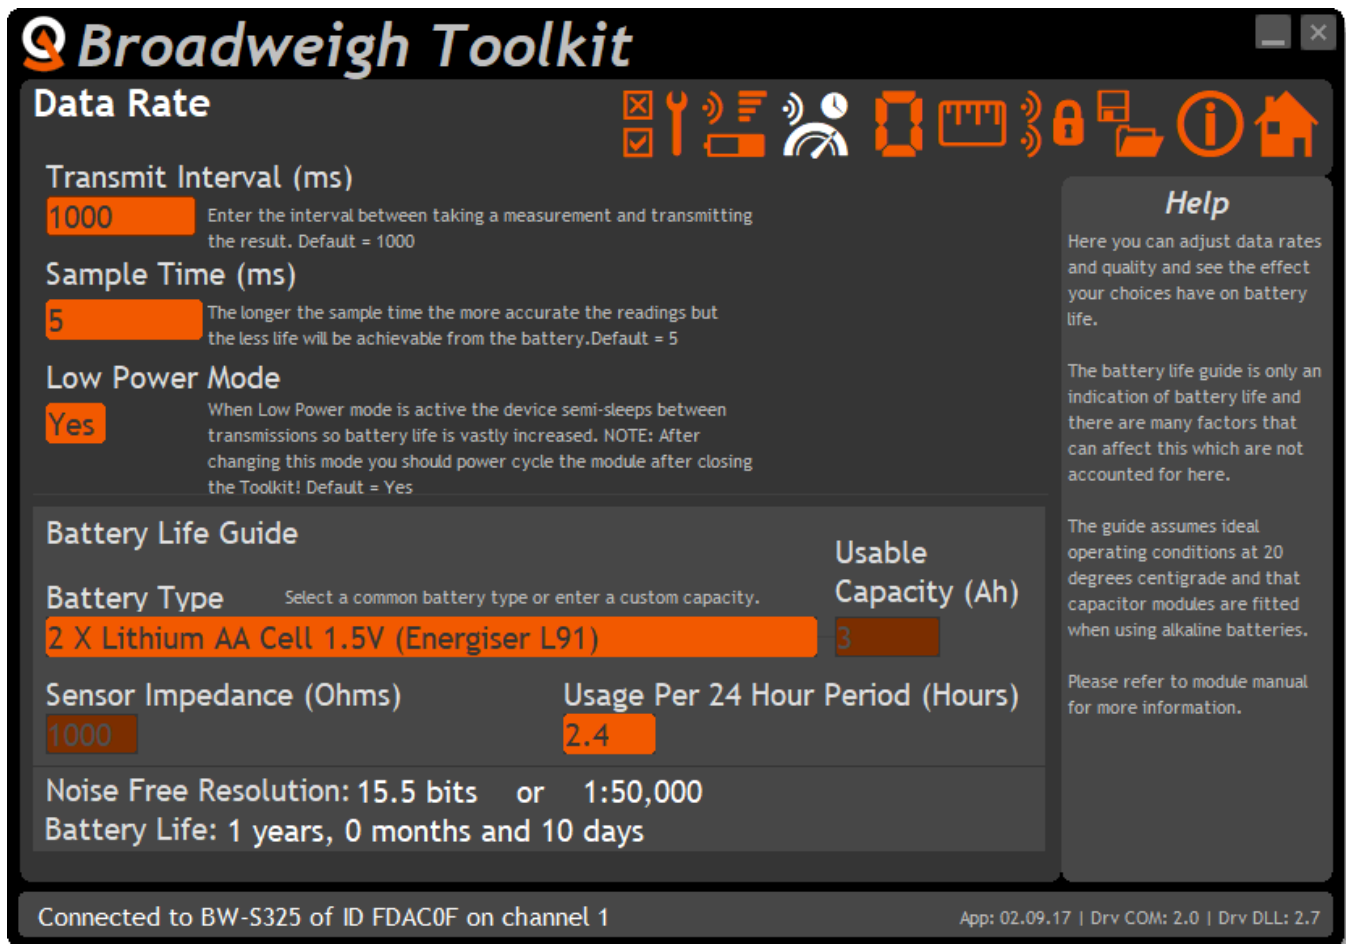 Broadweigh Toolkit
Data Rate
Transmit Interval (ms)
1000
Enter the interval between taking a measurement and transmitting
the result. Default = 1000
Sample Time (ms)
5
The longer the sample time the more accurate the readings but
the less life will be achievable from the battery.Default = 5
Low Power Mode
Yes
When Low Power mode is active the device semi-sleeps between
transmissions so battery life is vastly increased. NOTE: After
changing this mode you should power cycle the module after closing
the Toolkit! Default = Yes
Battery Life Guide
Battery Type
Select a common battery type or enter a custom capacity.
Usable
Capacity (Ah)
2 X Lithium AA Cell 1.5V (Energiser L91)
3
Sensor Impedance (Ohms)
1000
Usage Per 24 Hour Period (Hours)
2.4
Noise Free Resolution: 15.5 bits or 1:50,000
Battery Life: 1 years, 0 months and 10 days
Help
Here you can adjust data rates
and quality and see the effect
your choices have on battery
life.
The battery life guide is only an
indication of battery life and
there are many factors that
can affect this which are not
accounted for here.
The guide assumes ideal
operating conditions at 20
degrees centigrade and that
capacitor modules are fitted
when using alkaline batteries.
Please refer to module manual
for more information.
Connected to BW-S325 of ID FDAC0F on channel 1
App: 02.09.17 | Drv COM: 2.0 | Drv DLL: 2.7